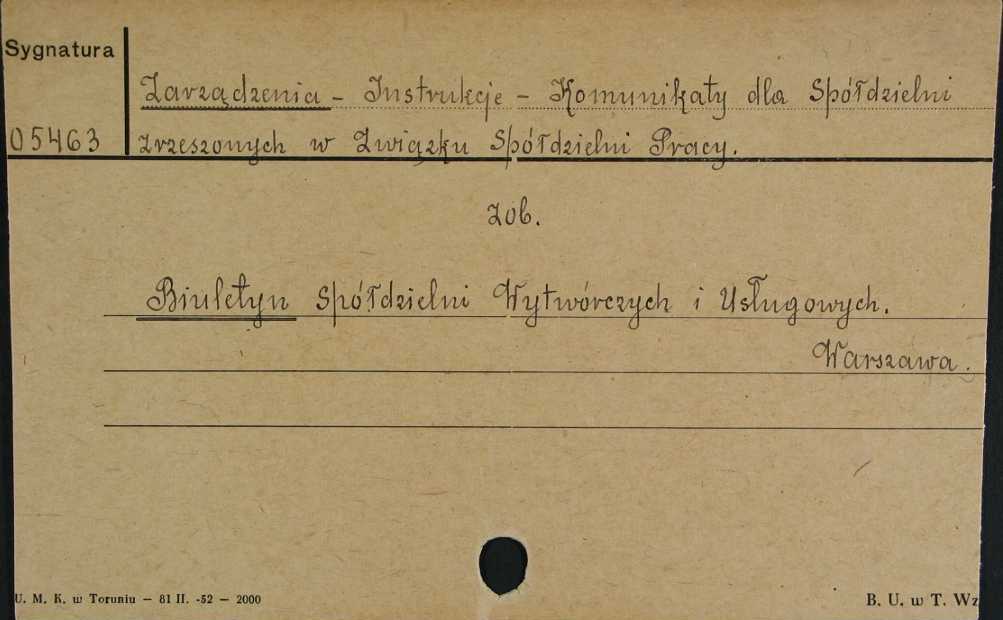 Sygnatura
Zarządzenia - Instrukcje - Komunikaty dla Spółdzielni
05463 zrzeszonych w Związku Spółdzielni Pracy.
zob.
Biuletyn Spółdzielni Wytwórczych i Usługowych.
Warszawa.
U. M. K. w Toruniu — 81 II. -52 — 2000
B. U. w T. Wz